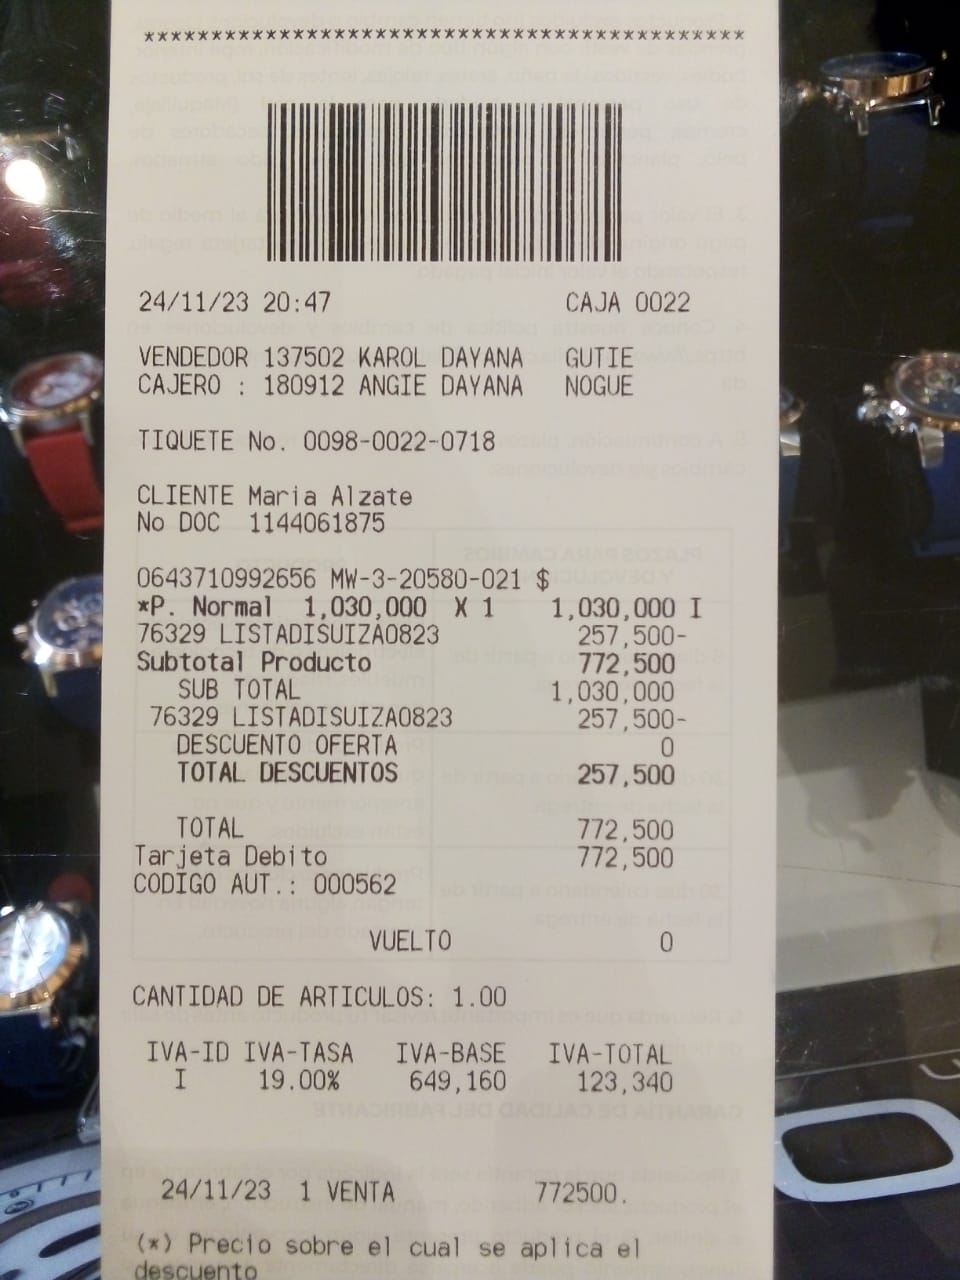 ******************************************
24/11/23 20:47 CAJA 0022
VENDEDOR 137502 KAROL DAYANA GUTIE
CAJERO : 180912 ANGIE DAYANA NOGUE
TIQUETE No. 0098-0022-0718
CLIENTE Maria Alzate
No DOC 1144061875
0643710992656 MW-3-20580-021 $
*P. Normal 1,030,000 X 1 1,030,000 I
76329 LISTADISUIZA0823 257,500-
Subtotal Producto 772,500
SUB TOTAL 1,030,000
76329 LISTADISUIZA0823 257,500-
DESCUENTO OFERTA 0
TOTAL DESCUENTOS 257,500
TOTAL 772,500
Tarjeta Debito 772,500
CODIGO AUT.: 000562
VUELTO 0
CANTIDAD DE ARTICULOS: 1.00
IVA-ID IVA-TASA IVA-BASE IVA-TOTAL
I 19.00% 649,160 123,340
24/11/23 1 VENTA 772500.
(*) Precio sobre el cual se aplica el
descuento